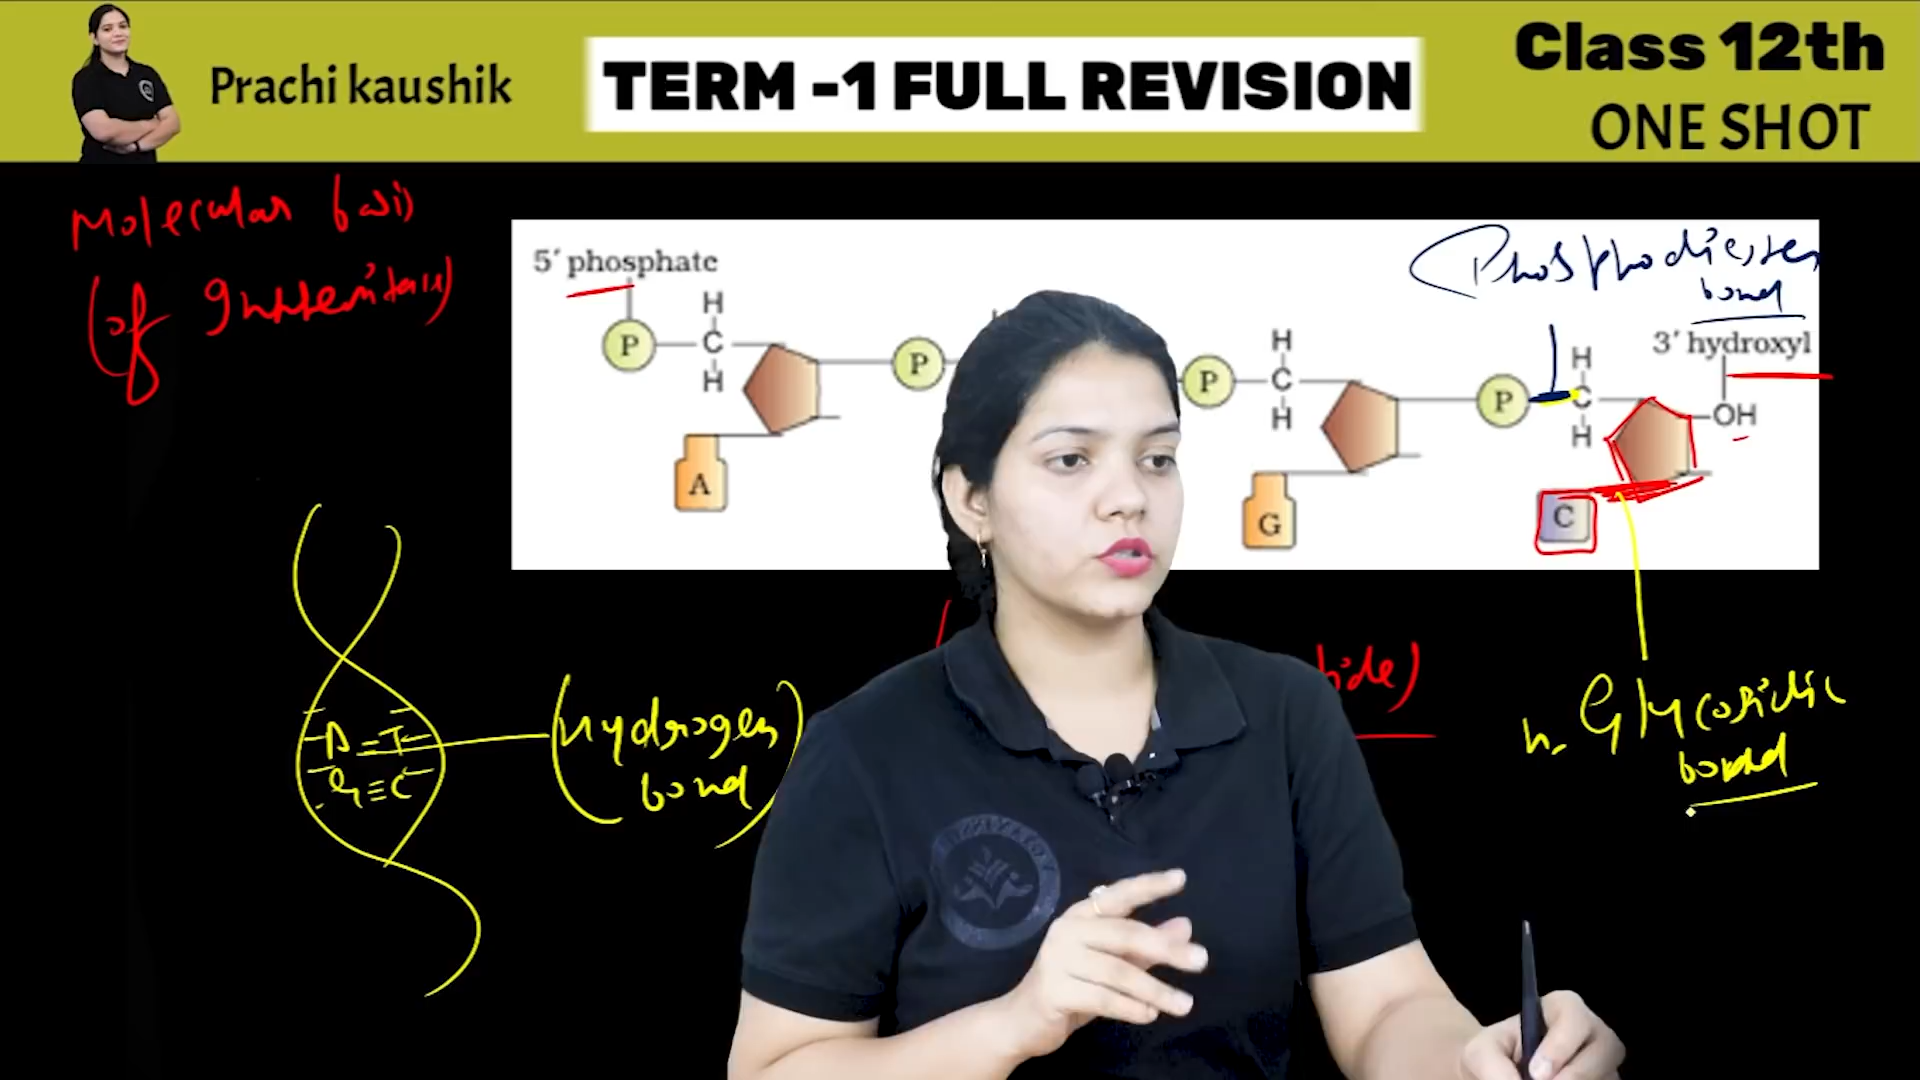 Prachi kaushik
TERM -1 FULL REVISION
Class 12th
ONE SHOT
Molecular basis
(of
Phosphodiester
bond
5′ phosphate
3′ hydroxyl
H
H
H
P
C
P
P
C
P
C
H
H
H
OH
A
G
C
(Hydrogen
bond)
A=T
G≡C
bide)
n. Glycosidic
bond